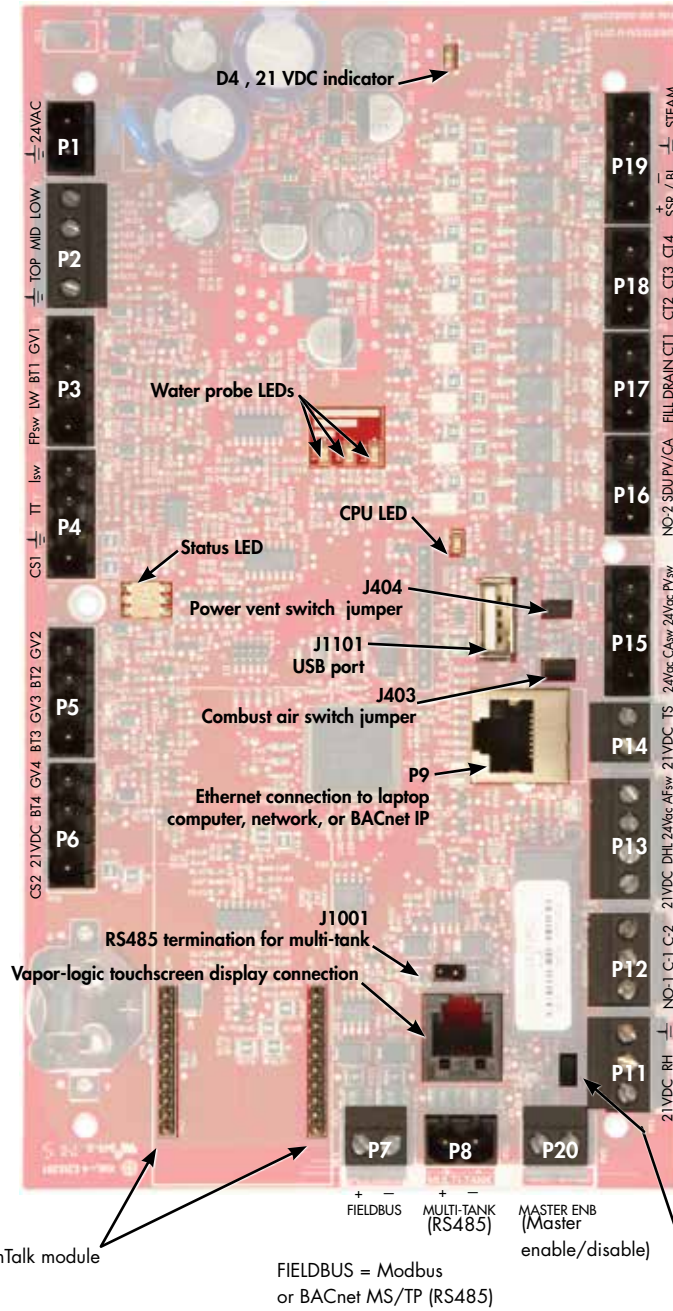 D4 , 21 VDC indicator
24VAC
P1
TOP MID LOW
P2
FPsw LW BT1 GV1
P3
CS1 TT Isw
P4
BT3 GV3 BT2 GV2
P5
CS2 21VDC BT4 GV4
P6
Water probe LEDs
CPU LED
Status LED
J404
Power vent switch jumper
J1101
USB port
J403
Combust air switch jumper
P9
Ethernet connection to laptop
computer, network, or BACnet IP
J1001
RS485 termination for multi-tank
Vapor-logic touchscreen display connection
+ − SSR / BL STEAM
P19
CT2 CT3 CT4
P18
FILL DRAIN CT1
P17
NO-2 SDU PV/CA
P16
24Vac CAsw 24Vac PVsw
P15
21VDC TS
P14
21VDC DHL 24Vac AFsw
P13
NO-1 C-1 C-2
P12
21VDC RH
P11
P7
P8
P20
MULTI-TANK
+ −
FIELDBUS
+ −
MULTI-TANK
(RS485)
MASTER ENB
(Master
enable/disable)
nTalk module
FIELDBUS = Modbus
or BACnet MS/TP (RS485)